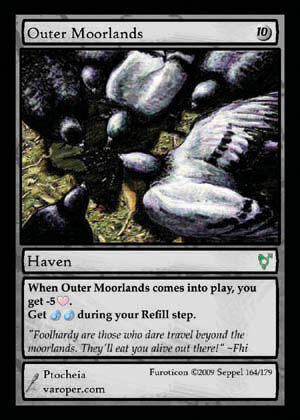 Outer Moorlands
10
Haven
When Outer Moorlands comes into play, you
get -5.
Get during your Refill step.
"Foolhardy are those who dare travel beyond the
moorlands. They'll eat you alive out there!" ~Fhi
Ptocheia
varoper.com
Furoticon ©2009 Seppel 164/179